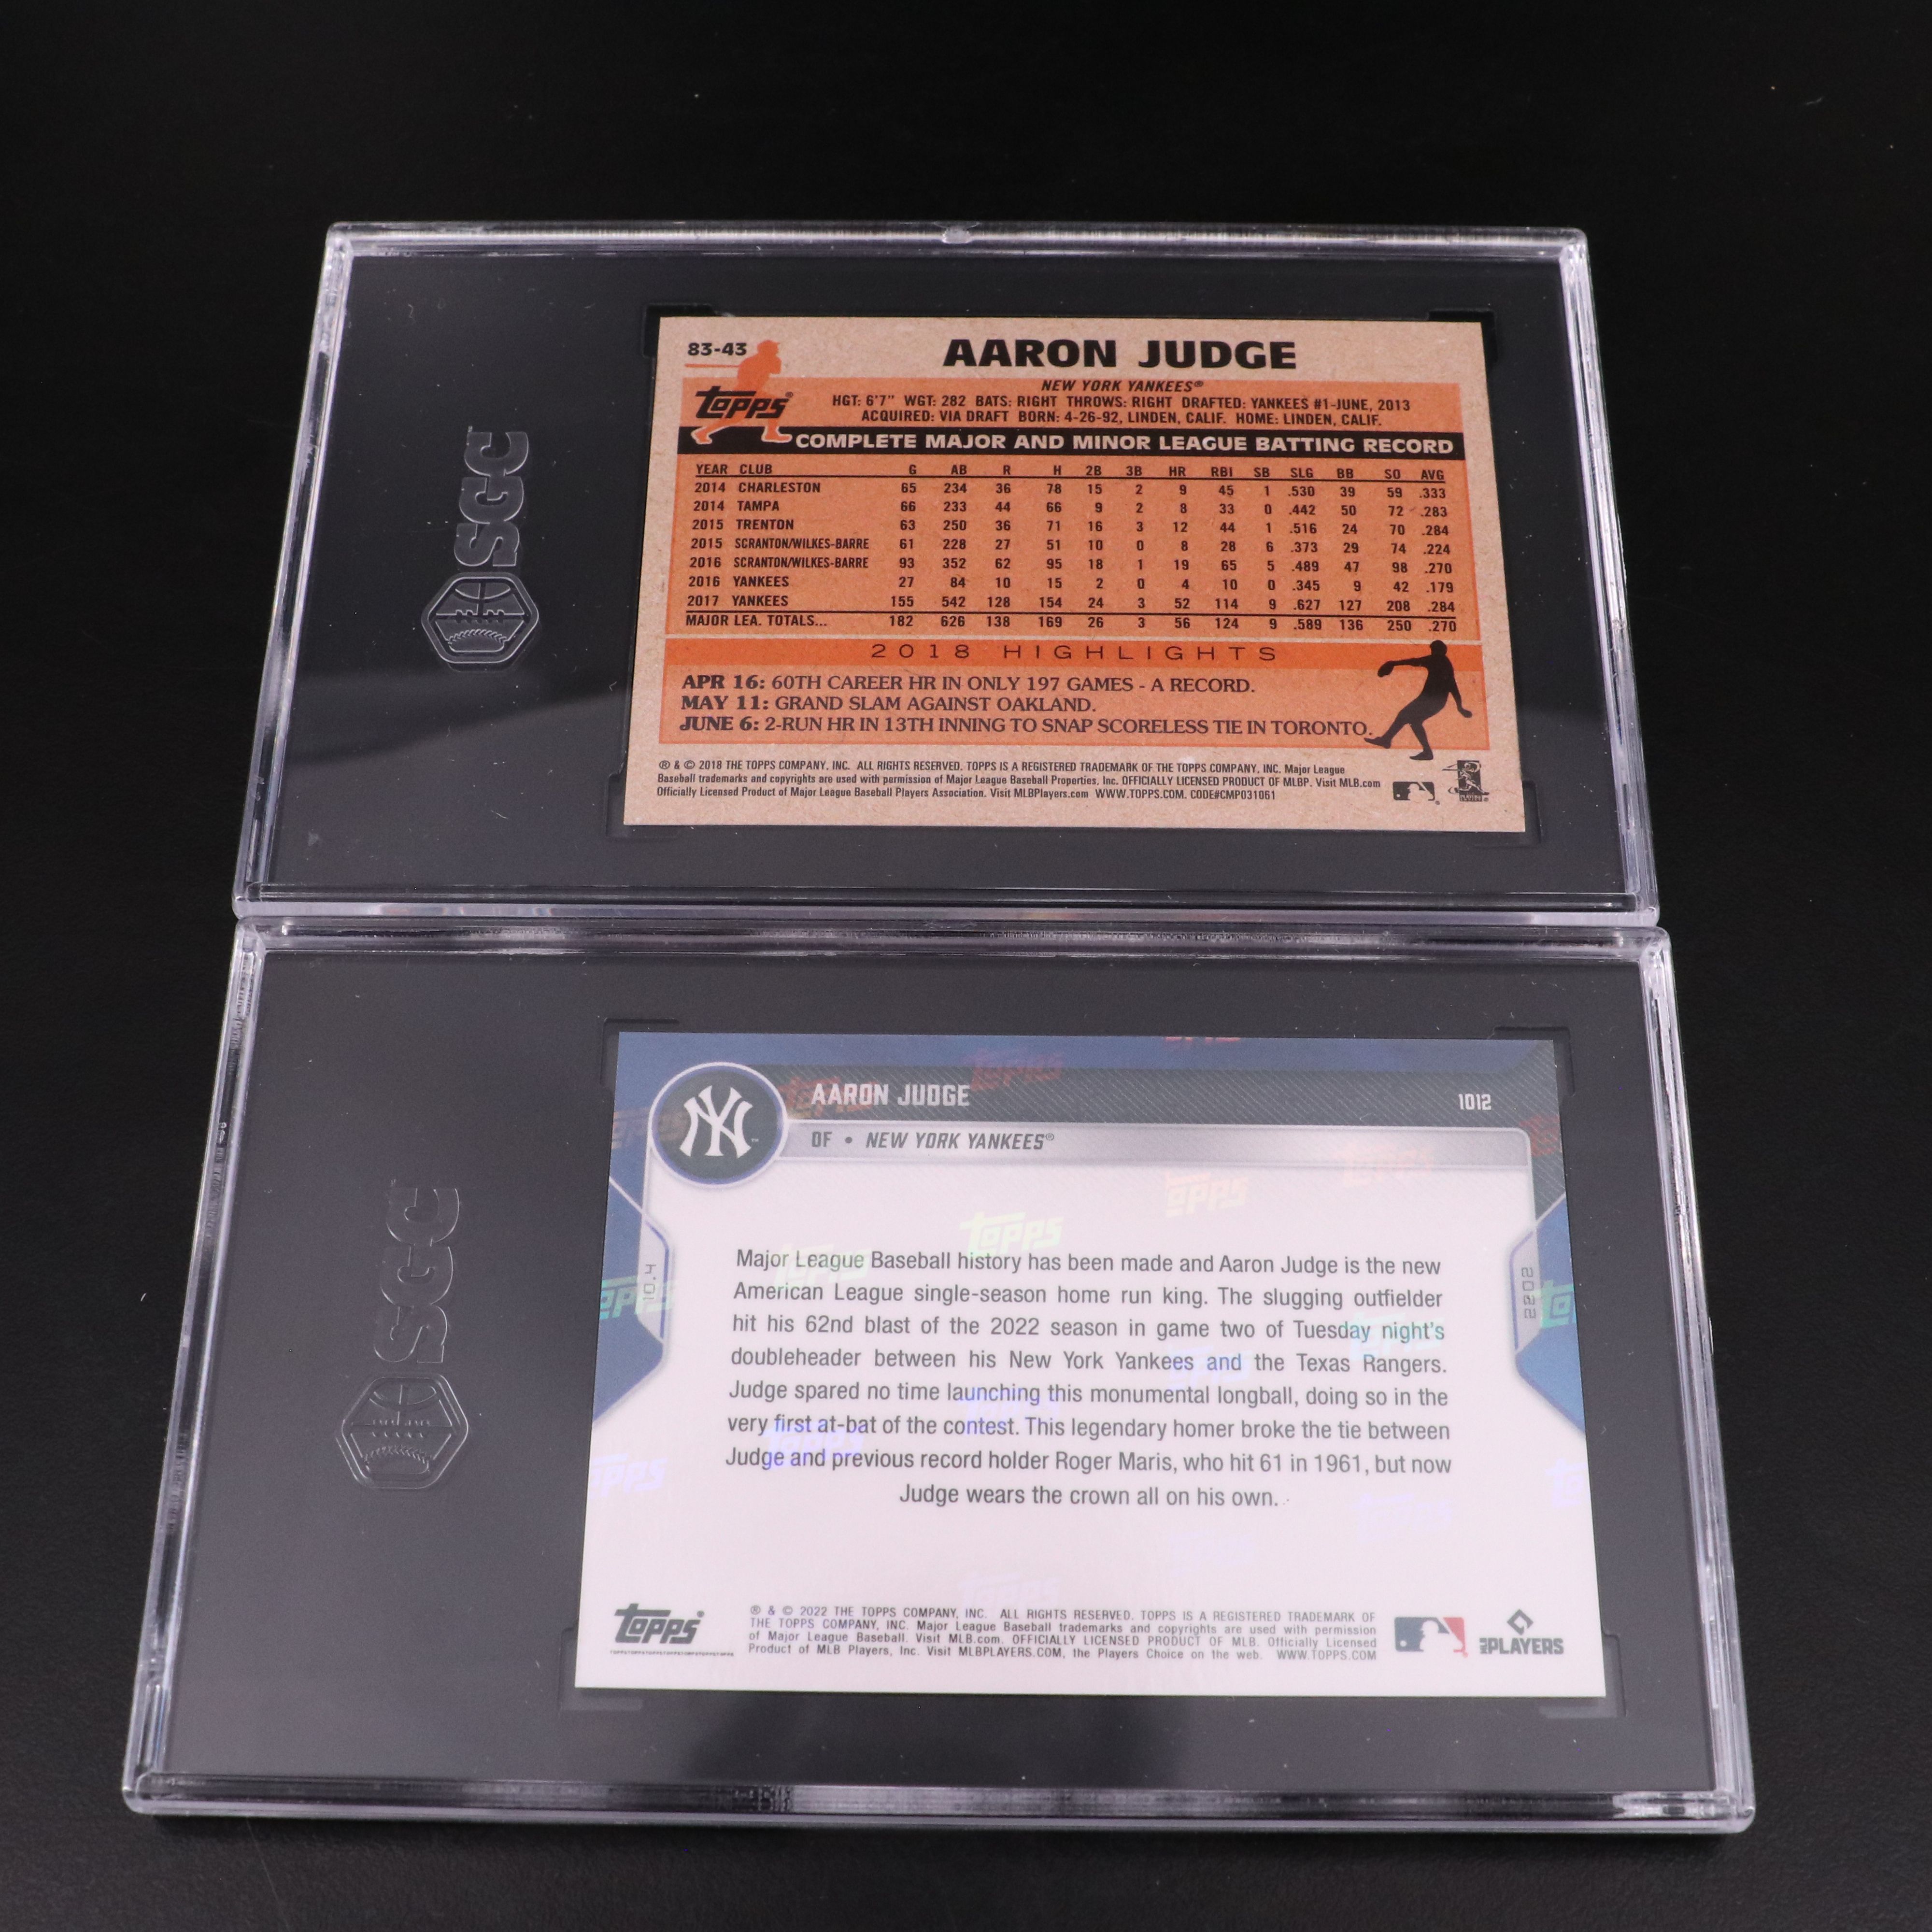 SGC
83-43
AARON JUDGE
Topps
NEW YORK YANKEES®
HGT: 6'7" WGT: 282 BATS: RIGHT THROWS: RIGHT DRAFTED: YANKEES #1-JUNE, 2013
ACQUIRED: VIA DRAFT BORN: 4-26-92, LINDEN, CALIF. HOME: LINDEN, CALIF.
COMPLETE MAJOR AND MINOR LEAGUE BATTING RECORD
YEAR CLUB G AB R H 2B 3B HR RBI SB SLG BB SO AVG
2014 CHARLESTON 65 234 36 78 15 2 9 45 1 .530 39 59 .333
2014 TAMPA 66 233 44 66 9 2 8 33 0 .442 50 72 .283
2015 TRENTON 63 250 36 71 16 3 12 44 1 .516 24 70 .284
2015 SCRANTON/WILKES-BARRE 61 228 27 51 10 0 8 28 6 .373 29 74 .224
2016 SCRANTON/WILKES-BARRE 93 352 62 95 18 1 19 65 5 .489 47 98 .270
2016 YANKEES 27 84 10 15 2 0 4 10 0 .345 9 42 .179
2017 YANKEES 155 542 128 154 24 3 52 114 9 .627 127 208 .284
MAJOR LEA. TOTALS... 182 626 138 169 26 3 56 124 9 .589 136 250 .270
2018 HIGHLIGHTS
APR 16: 60TH CAREER HR IN ONLY 197 GAMES - A RECORD.
MAY 11: GRAND SLAM AGAINST OAKLAND.
JUNE 6: 2-RUN HR IN 13TH INNING TO SNAP SCORELESS TIE IN TORONTO.
® & © 2018 THE TOPPS COMPANY, INC. ALL RIGHTS RESERVED. TOPPS IS A REGISTERED TRADEMARK OF THE TOPPS COMPANY, INC. Major League
Baseball trademarks and copyrights are used with permission of Major League Baseball Properties, Inc. OFFICIALLY LICENSED PRODUCT OF MLBP. Visit MLB.com
Officially Licensed Product of Major League Baseball Players Association. Visit MLBPlayers.com WWW.TOPPS.COM. CODE#CMP031061
SGC
NY
AARON JUDGE
1012
OF • NEW YORK YANKEES®
10.4
2022
Major League Baseball history has been made and Aaron Judge is the new
American League single-season home run king. The slugging outfielder
hit his 62nd blast of the 2022 season in game two of Tuesday night's
doubleheader between his New York Yankees and the Texas Rangers.
Judge spared no time launching this monumental longball, doing so in the
very first at-bat of the contest. This legendary homer broke the tie between
Judge and previous record holder Roger Maris, who hit 61 in 1961, but now
Judge wears the crown all on his own.
Topps
® & © 2022 THE TOPPS COMPANY, INC. ALL RIGHTS RESERVED. TOPPS IS A REGISTERED TRADEMARK OF
THE TOPPS COMPANY, INC. Major League Baseball trademarks and copyrights are used with permission
of Major League Baseball. Visit MLB.com. OFFICIALLY LICENSED PRODUCT OF MLB. Officially Licensed
Product of MLB Players, Inc. Visit MLBPLAYERS.COM, the Players Choice on the web. WWW.TOPPS.COM
PLAYERS